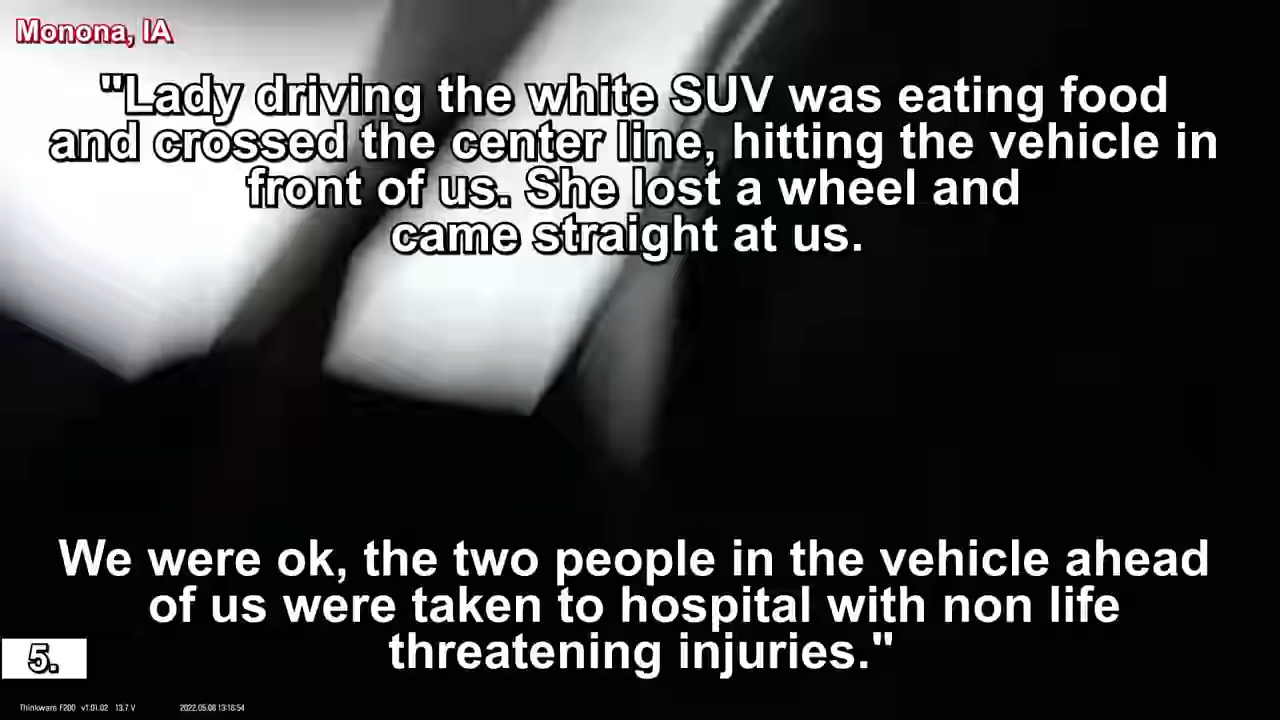 Monona, IA
"Lady driving the white SUV was eating food
and crossed the center line, hitting the vehicle in
front of us. She lost a wheel and
came straight at us.
We were ok, the two people in the vehicle ahead
of us were taken to hospital with non life
threatening injuries."
5.
Thinkware F200 v1.01.02 13.7 V 2022.05.08 13:16:54